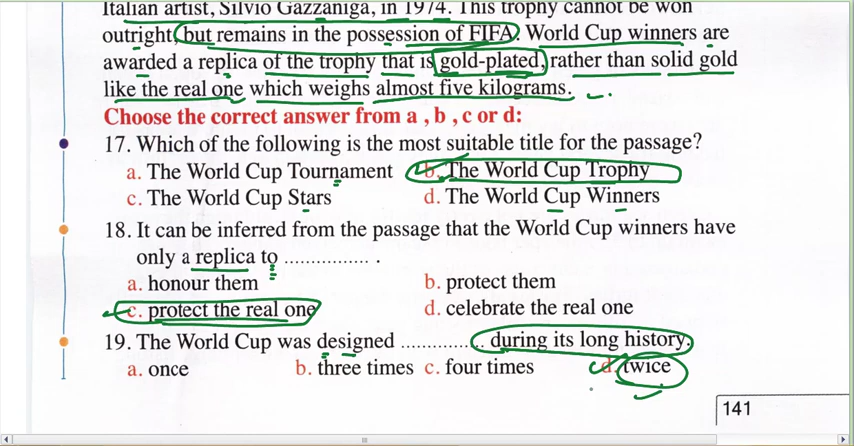 Italian artist, Silvio Gazzaniga, in 1974. This trophy cannot be won
outright, but remains in the possession of FIFA. World Cup winners are
awarded a replica of the trophy that is gold-plated, rather than solid gold
like the real one which weighs almost five kilograms.
Choose the correct answer from a , b , c or d:
17. Which of the following is the most suitable title for the passage?
a. The World Cup Tournament b. The World Cup Trophy
c. The World Cup Stars d. The World Cup Winners
18. It can be inferred from the passage that the World Cup winners have
only a replica to ................ .
a. honour them b. protect them
c. protect the real one d. celebrate the real one
19. The World Cup was designed ................ during its long history.
a. once b. three times c. four times d. twice
141